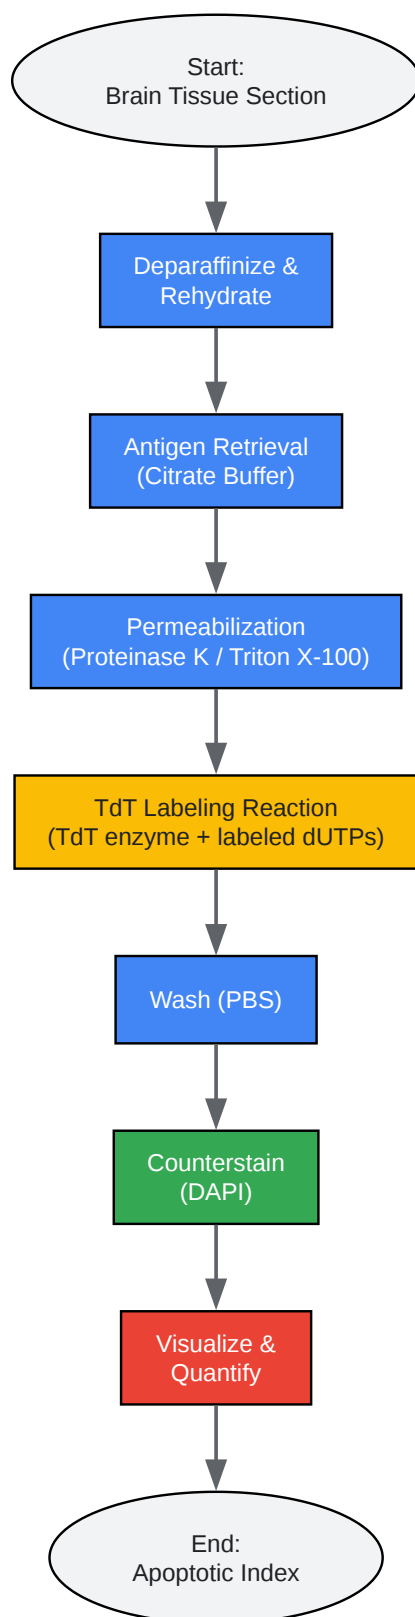 Start:
Brain Tissue Section
Deparaffinize &
Rehydrate
Antigen Retrieval
(Citrate Buffer)
Permeabilization
(Proteinase K / Triton X-100)
TdT Labeling Reaction
(TdT enzyme + labeled dUTPs)
Wash (PBS)
Counterstain
(DAPI)
Visualize &
Quantify
End:
Apoptotic Index